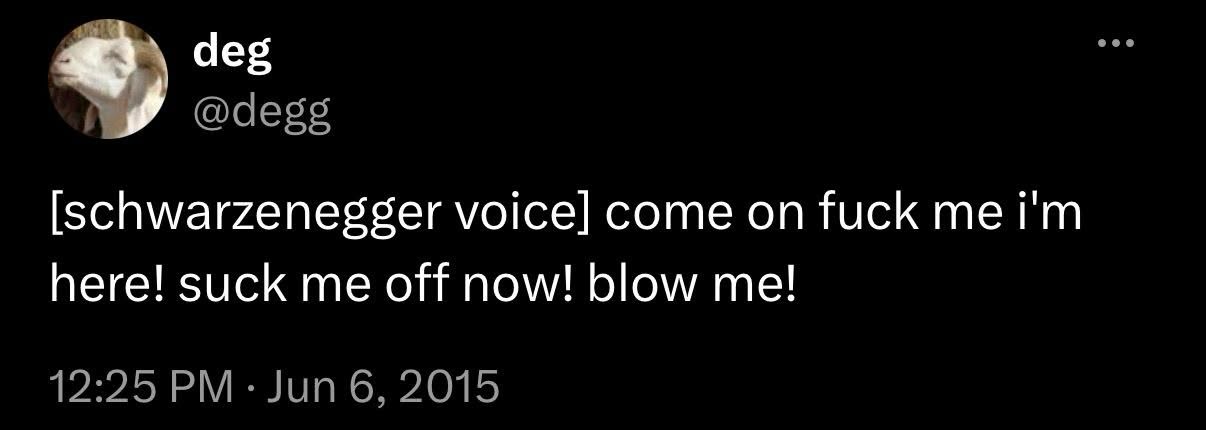 deg
@degg
[schwarzenegger voice] come on fuck me i'm
here! suck me off now! blow me!
12:25 PM · Jun 6, 2015